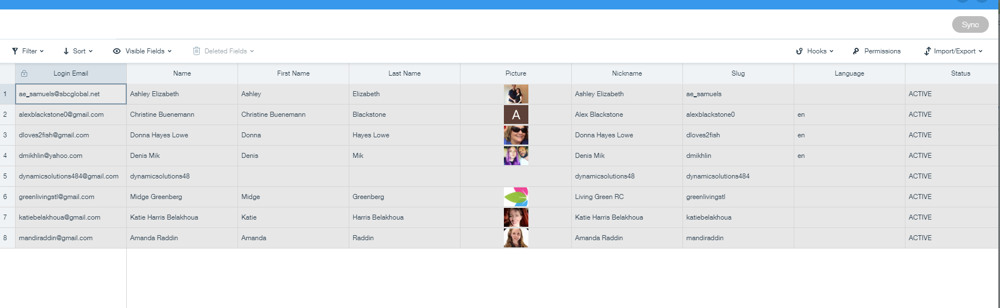 Sync
Filter Sort Visible Fields Deleted Fields Hooks Permissions Import/Export
Login Email Name First Name Last Name Picture Nickname Slug Language Status
1 ae_samuels@sbcglobal.net Ashley Elizabeth Ashley Elizabeth Ashley Elizabeth ae_samuels ACTIVE
2 alexblackstone0@gmail.com Christine Buenemann Christine Buenemann Blackstone A Alex Blackstone alexblackstone0 en ACTIVE
3 dloves2fish@gmail.com Donna Hayes Lowe Donna Hayes Lowe Donna Hayes Lowe dloves2fish en ACTIVE
4 dmikhlin@yahoo.com Denis Mik Denis Mik Denis Mik dmikhlin en ACTIVE
5 dynamicsolutions484@gmail.com dynamicsolutions48 dynamicsolutions48 dynamicsolutions484 ACTIVE
6 greenlivingstl@gmail.com Midge Greenberg Midge Greenberg Living Green RC greenlivingstl ACTIVE
7 katiebelakhoua@gmail.com Katie Harris Belakhoua Katie Harris Belakhoua Katie Harris Belakhoua katiebelakhoua ACTIVE
8 mandiraddin@gmail.com Amanda Raddin Amanda Raddin Amanda Raddin mandiraddin ACTIVE